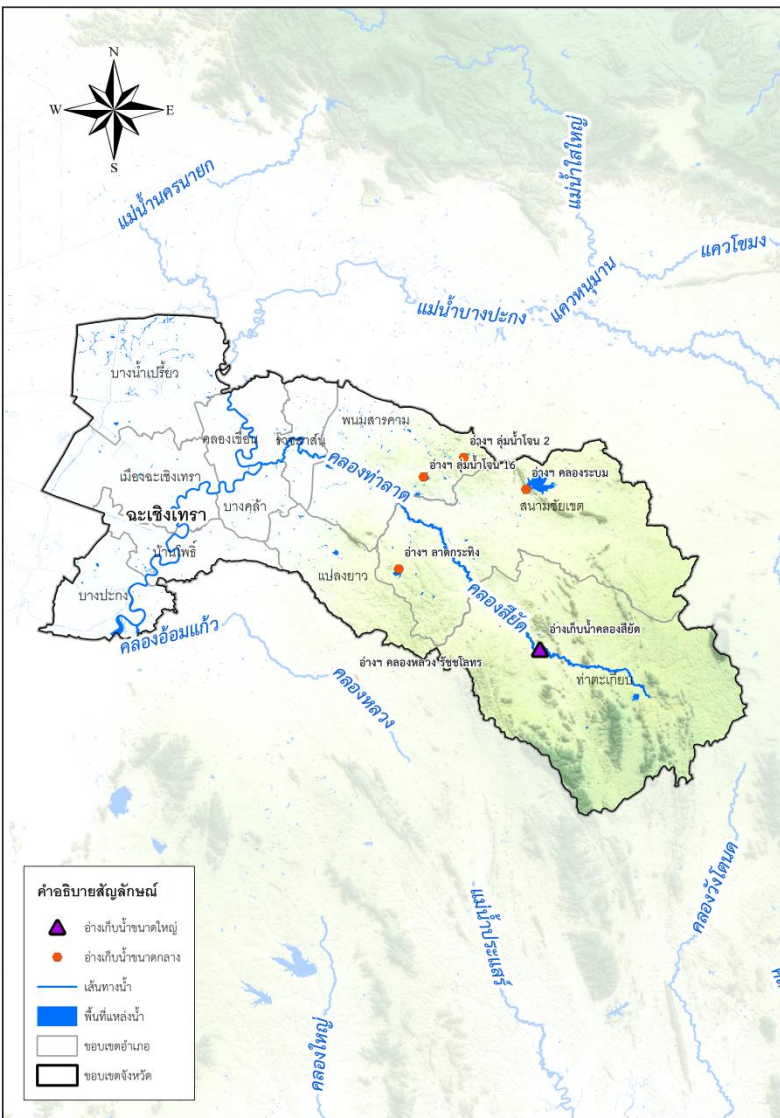 N
W
E
S
แม่น้ำนครนายก
แม่น้ำใสใหญ่
แควโขมง
แควหนุมาน
แม่น้ำบางปะกง
บางน้ำเปรี้ยว
คลองเขื่อน
ราชสาส์น
พนมสารคาม
อ่างฯ ลุ่มน้ำโจน 2
อ่างฯ ลุ่มน้ำโจน 16
อ่างฯ คลองระบม
สนามชัยเขต
เมืองฉะเชิงเทรา
คลองท่าลาด
บางคล้า
ฉะเชิงเทรา
บ้านโพธิ์
อ่างฯ ลาดกระทิง
แปลงยาว
บางปะกง
คลองสียัด
คลองอ้อมแก้ว
อ่างเก็บน้ำคลองสียัด
อ่างฯ คลองหลวง รัชชโลทร
ท่าตะเกียบ
คลองหลวง
คลองวังโตนด
แม่น้ำประแสร์
คลองใหญ่
คำอธิบายสัญลักษณ์
อ่างเก็บน้ำขนาดใหญ่
อ่างเก็บน้ำขนาดกลาง
เส้นทางน้ำ
พื้นที่แหล่งน้ำ
ขอบเขตอำเภอ
ขอบเขตจังหวัด